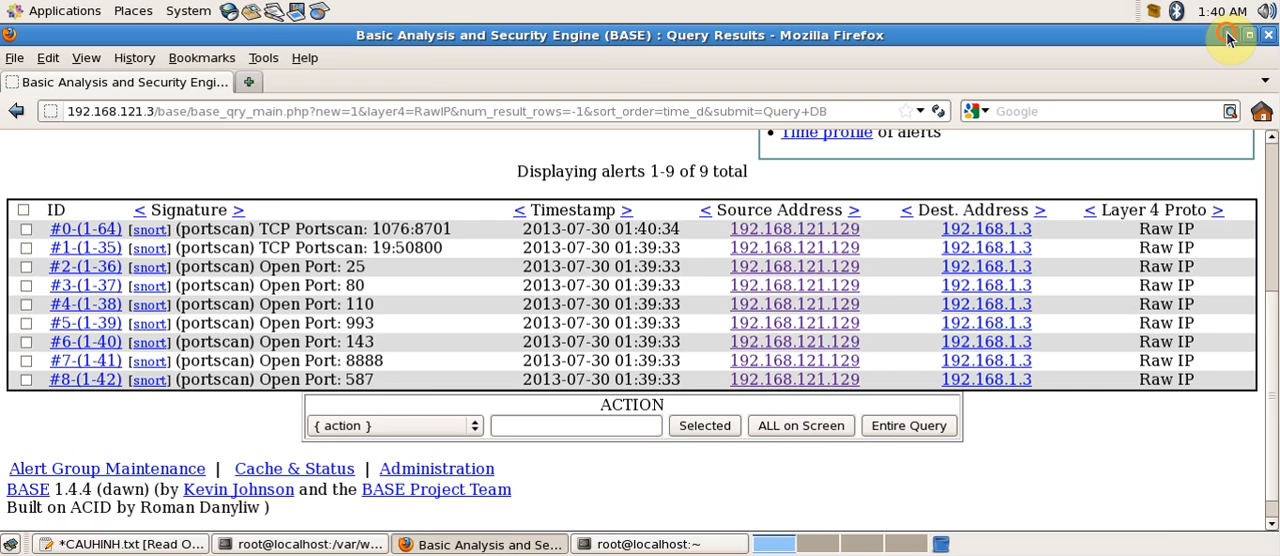 Applications Places System 1:40 AM
Basic Analysis and Security Engine (BASE) : Query Results - Mozilla Firefox
File Edit View History Bookmarks Tools Help
Basic Analysis and Security Engi...
192.168.121.3/base/base_qry_main.php?new=1&layer4=RawIP&num_result_rows=-1&sort_order=time_d&submit=Query+DB Google
Time profile of alerts
Displaying alerts 1-9 of 9 total
ID < Signature > < Timestamp > < Source Address > < Dest. Address > < Layer 4 Proto >
#0-(1-64) [snort] (portscan) TCP Portscan: 1076:8701 2013-07-30 01:40:34 192.168.121.129 192.168.1.3 Raw IP
#1-(1-35) [snort] (portscan) TCP Portscan: 19:50800 2013-07-30 01:39:33 192.168.121.129 192.168.1.3 Raw IP
#2-(1-36) [snort] (portscan) Open Port: 25 2013-07-30 01:39:33 192.168.121.129 192.168.1.3 Raw IP
#3-(1-37) [snort] (portscan) Open Port: 80 2013-07-30 01:39:33 192.168.121.129 192.168.1.3 Raw IP
#4-(1-38) [snort] (portscan) Open Port: 110 2013-07-30 01:39:33 192.168.121.129 192.168.1.3 Raw IP
#5-(1-39) [snort] (portscan) Open Port: 993 2013-07-30 01:39:33 192.168.121.129 192.168.1.3 Raw IP
#6-(1-40) [snort] (portscan) Open Port: 143 2013-07-30 01:39:33 192.168.121.129 192.168.1.3 Raw IP
#7-(1-41) [snort] (portscan) Open Port: 8888 2013-07-30 01:39:33 192.168.121.129 192.168.1.3 Raw IP
#8-(1-42) [snort] (portscan) Open Port: 587 2013-07-30 01:39:33 192.168.121.129 192.168.1.3 Raw IP
ACTION
{ action } Selected ALL on Screen Entire Query
Alert Group Maintenance | Cache & Status | Administration
BASE 1.4.4 (dawn) (by Kevin Johnson and the BASE Project Team
Built on ACID by Roman Danyliw )
*CAUHINH.txt [Read O... root@localhost:/var/w... Basic Analysis and Se... root@localhost:~